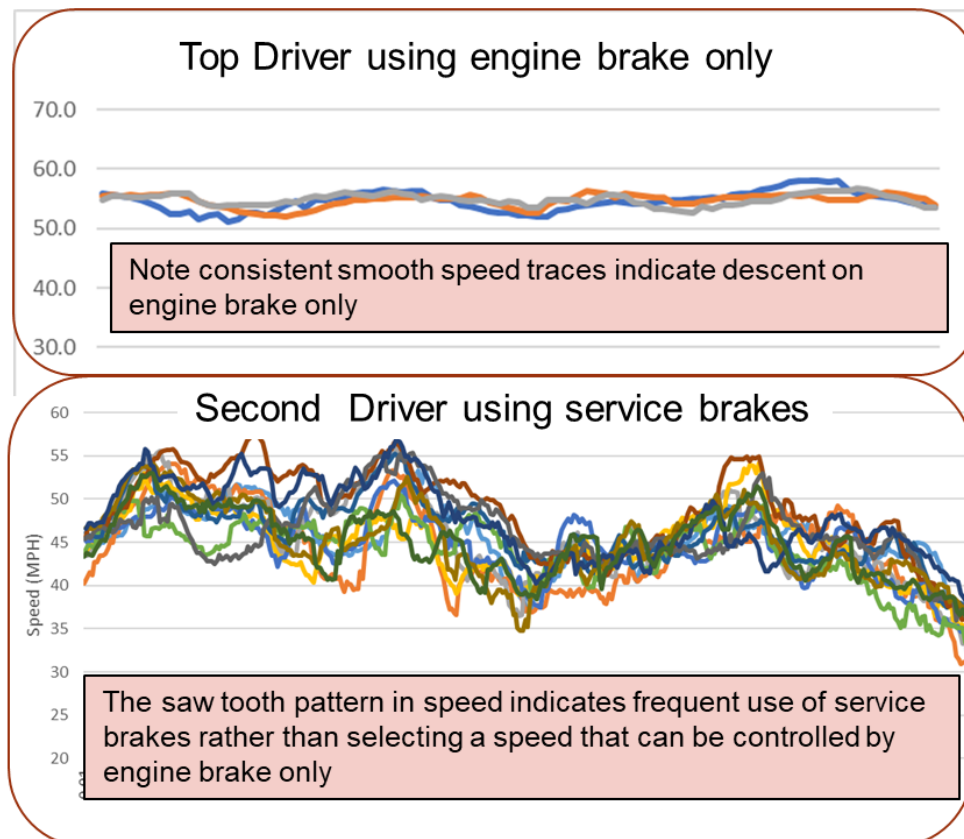 Top Driver using engine brake only
70.0
60.0
50.0
Note consistent smooth speed traces indicate descent on
engine brake only
40.0
30.0
Second Driver using service brakes
60
55
50
45
40
35
30
25
20
Speed (MPH)
The saw tooth pattern in speed indicates frequent use of service
brakes rather than selecting a speed that can be controlled by
engine brake only